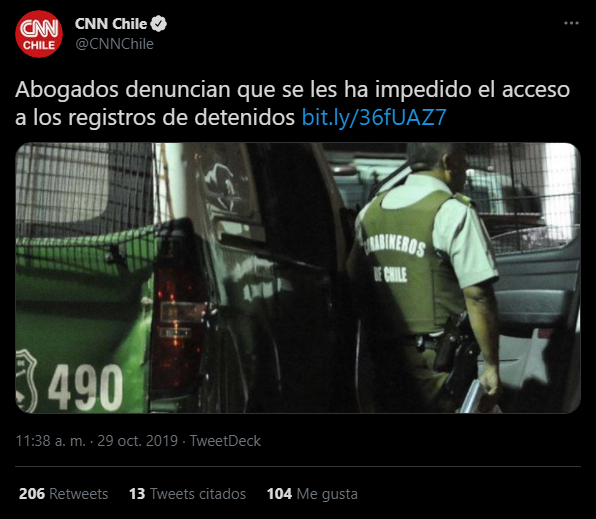 CNN
CHILE
CNN Chile
@CNNChile
Abogados denuncian que se les ha impedido el acceso
a los registros de detenidos bit.ly/36fUAZ7
CARABINEROS
DE CHILE
490
11:38 a. m. · 29 oct. 2019 · TweetDeck
206 Retweets 13 Tweets citados 104 Me gusta